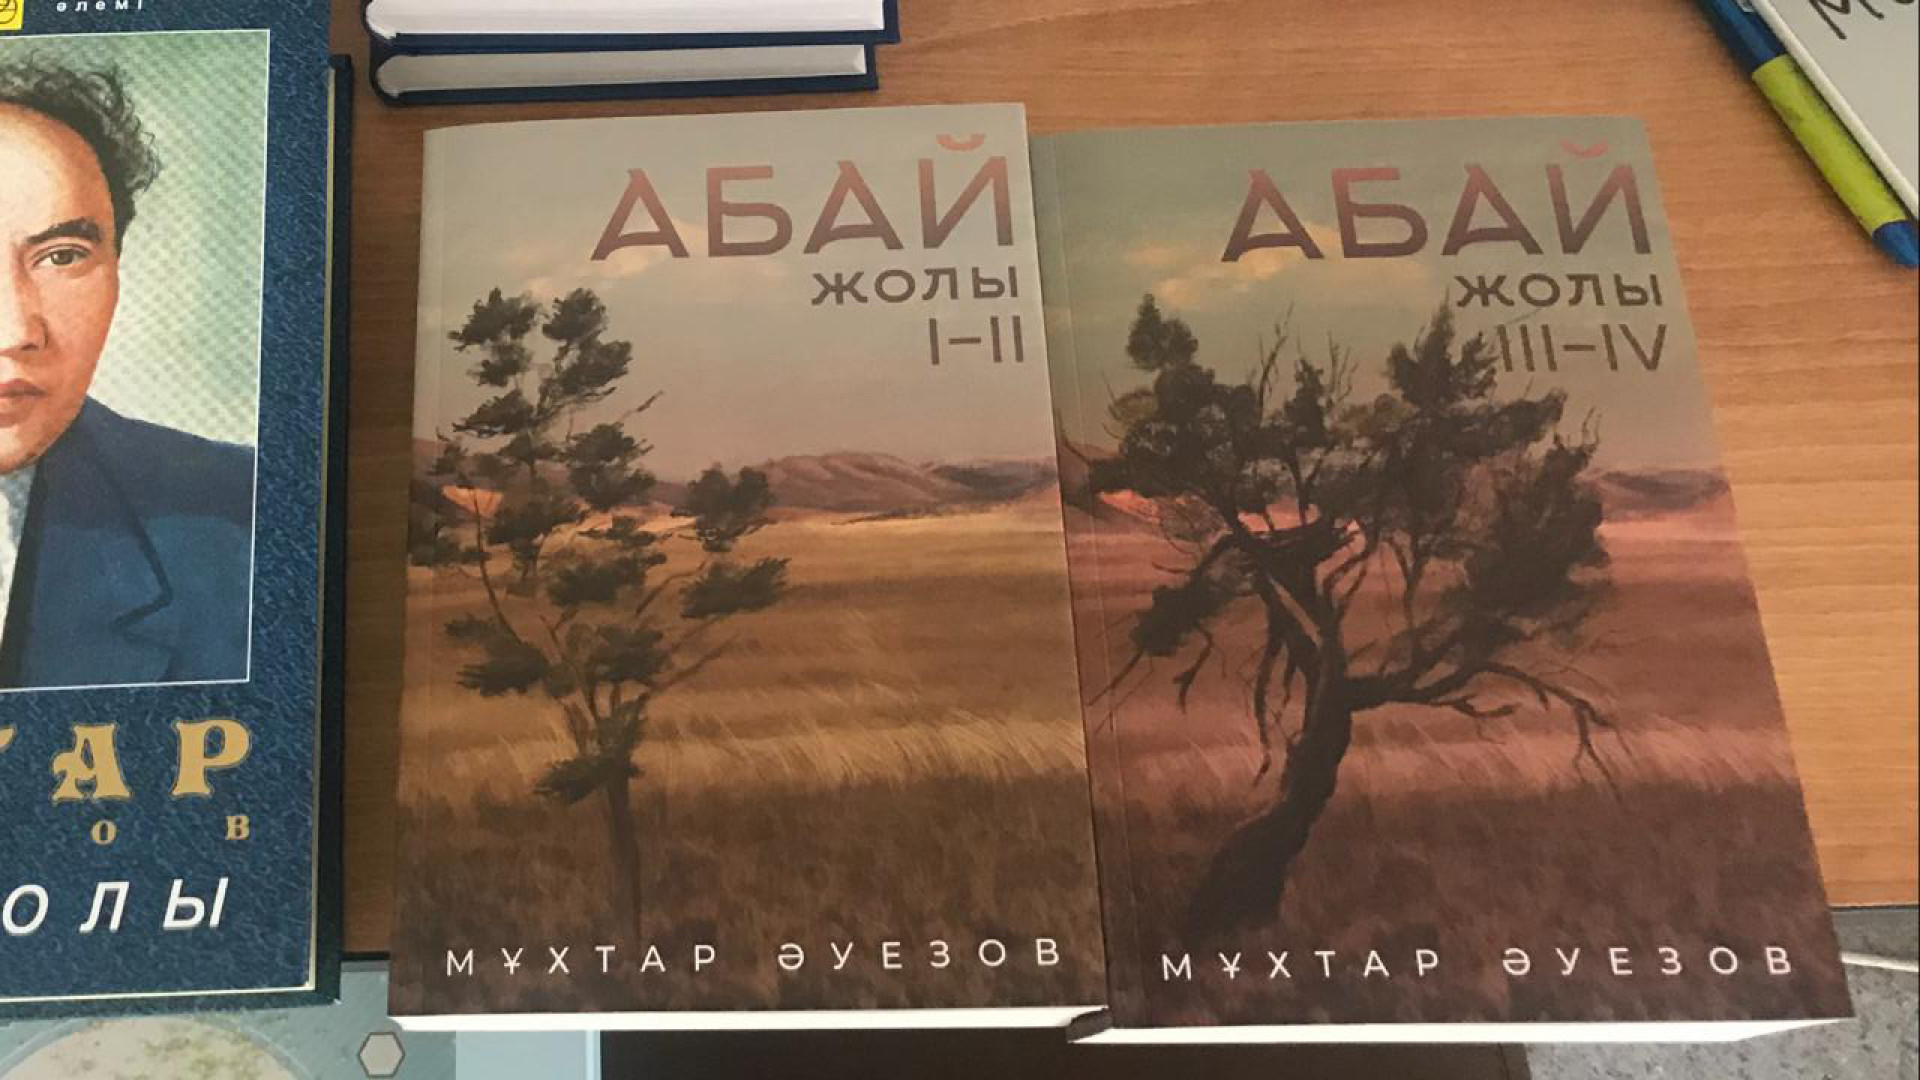 әлемі
АР
о в
ОЛЫ
АБАЙ
ЖОЛЫ
I–II
МҰХТАР ӘУЕЗОВ
АБАЙ
ЖОЛЫ
III–IV
МҰХТАР ӘУЕЗОВ